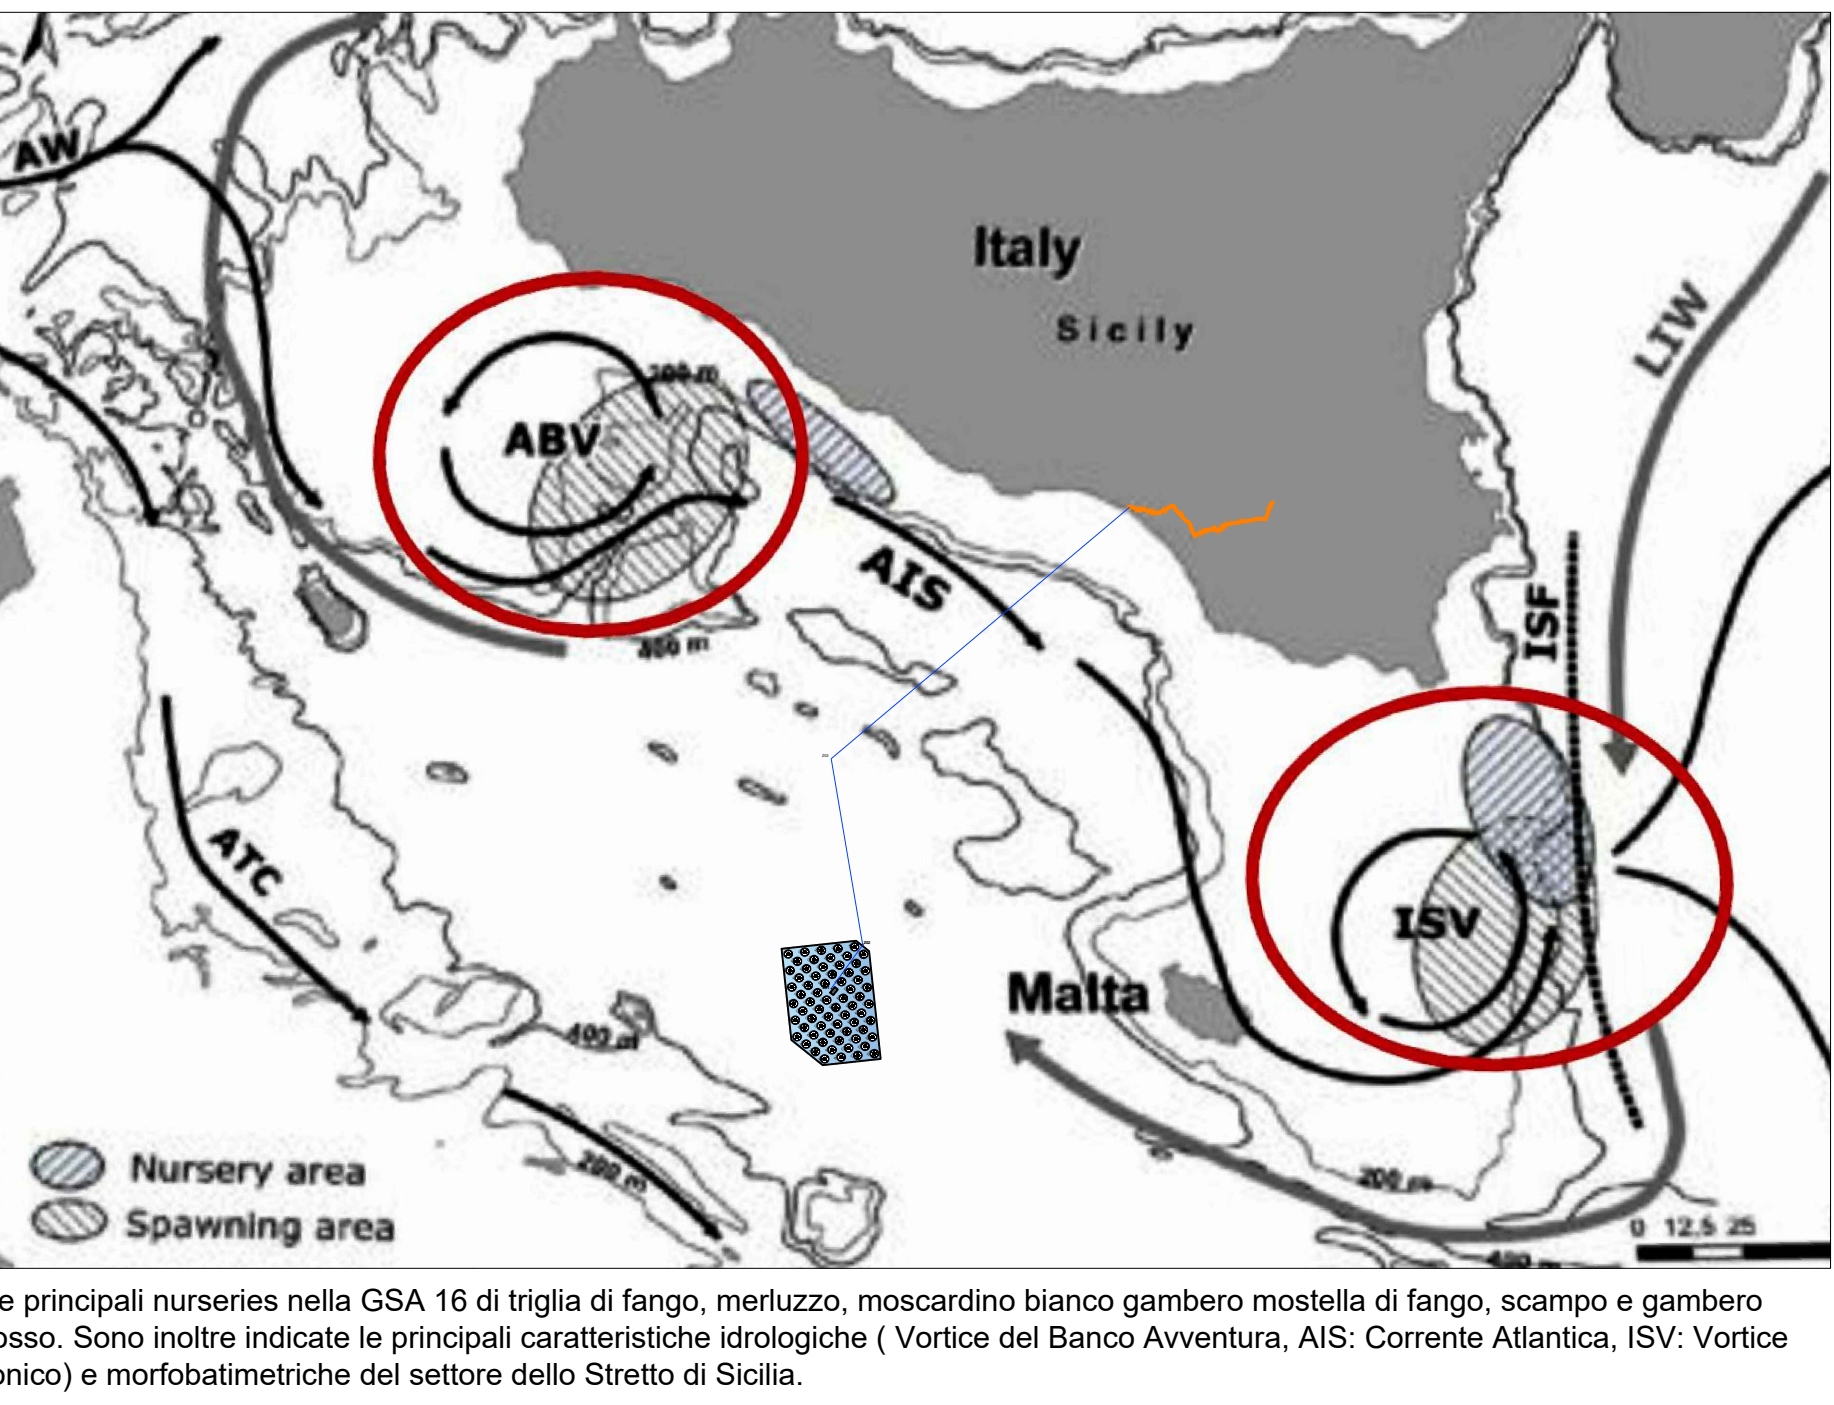 AW
Italy
Sicily
LIW
200 m
ABV
AIS
ISF
400 m
ATC
ISV
Malta
400 m
Nursery area
200 m
200 m
Spawning area
0 12.5 25
400 m
e principali nurseries nella GSA 16 di triglia di fango, merluzzo, moscardino bianco gambero mostella di fango, scampo e gambero
osso. Sono inoltre indicate le principali caratteristiche idrologiche ( Vortice del Banco Avventura, AIS: Corrente Atlantica, ISV: Vortice
onico) e morfobatimetriche del settore dello Stretto di Sicilia.